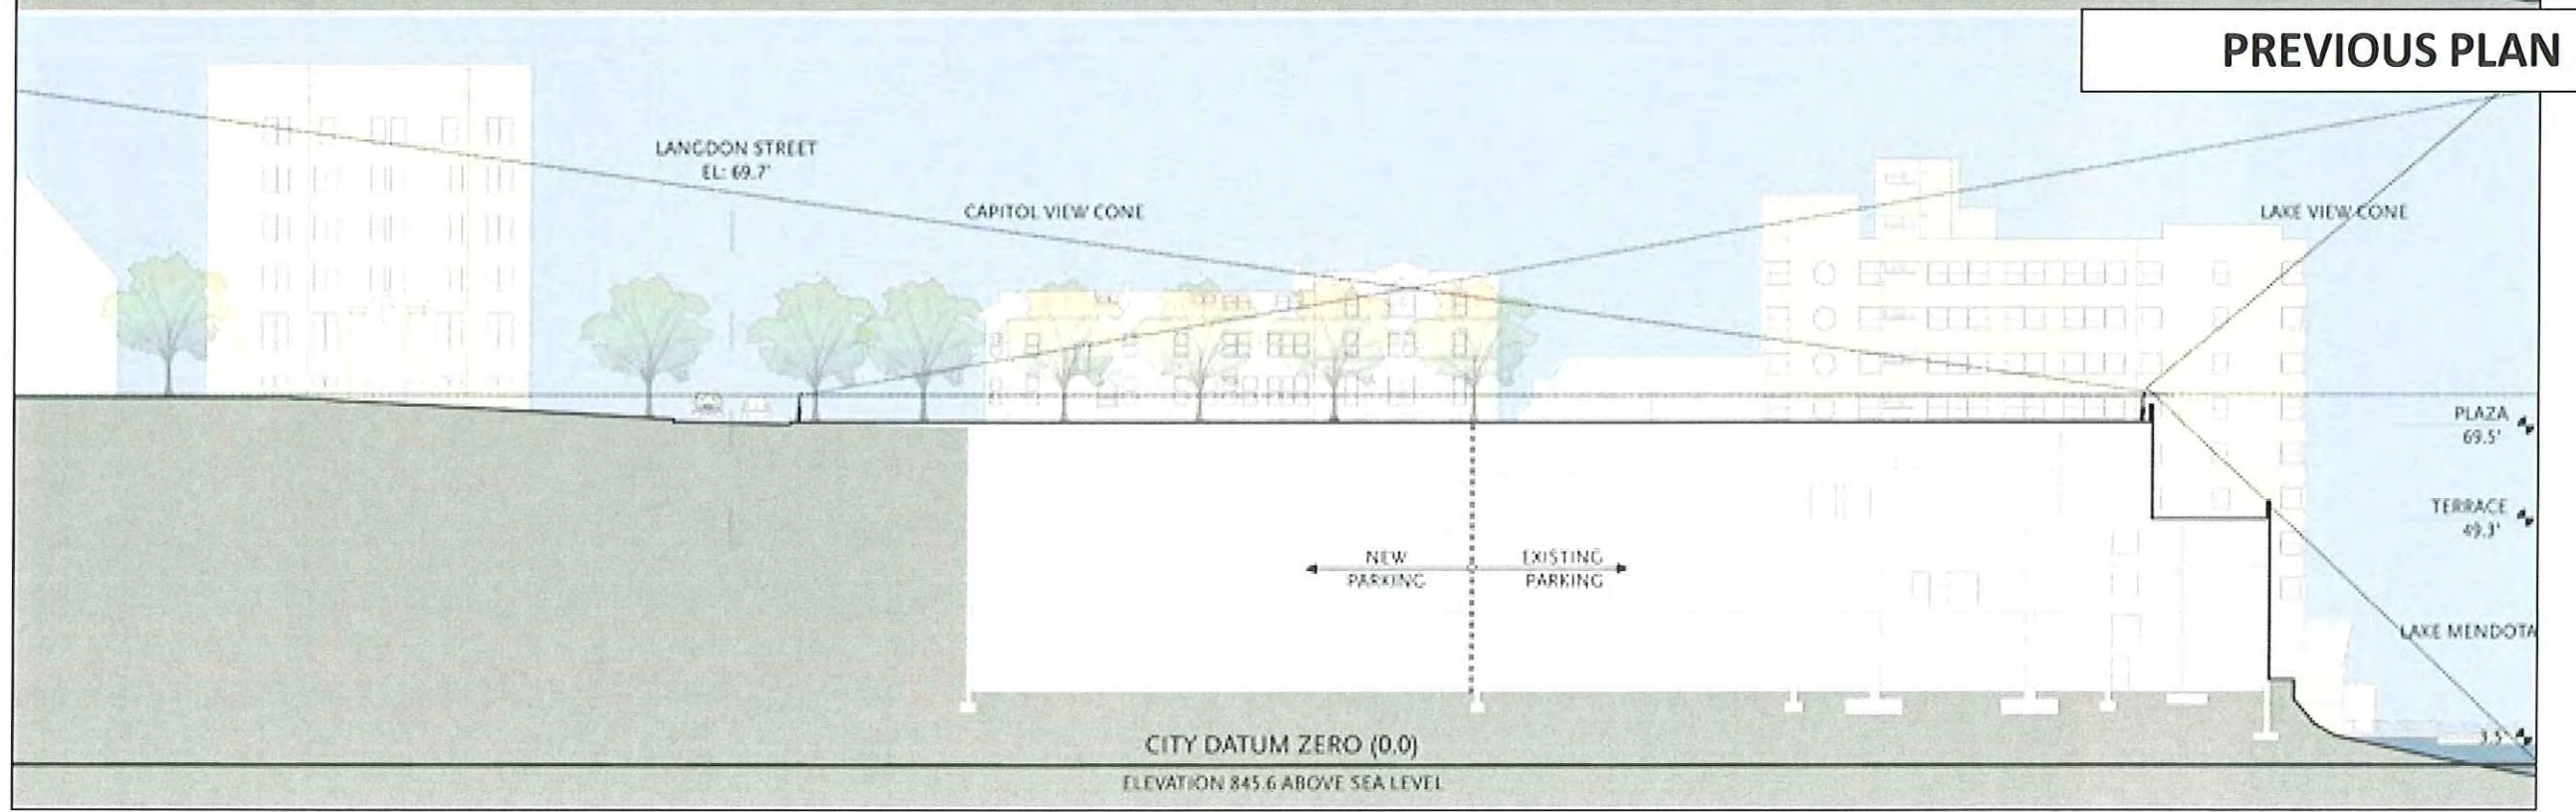 PREVIOUS PLAN
LANGDON STREET
EL: 69.7'
CAPITOL VIEW CONE
LAKE VIEW CONE
PLAZA
69.5'
TERRACE
49.3'
NEW
PARKING
EXISTING
PARKING
LAKE MENDOTA
3.5'
CITY DATUM ZERO (0.0)
ELEVATION 845.6 ABOVE SEA LEVEL